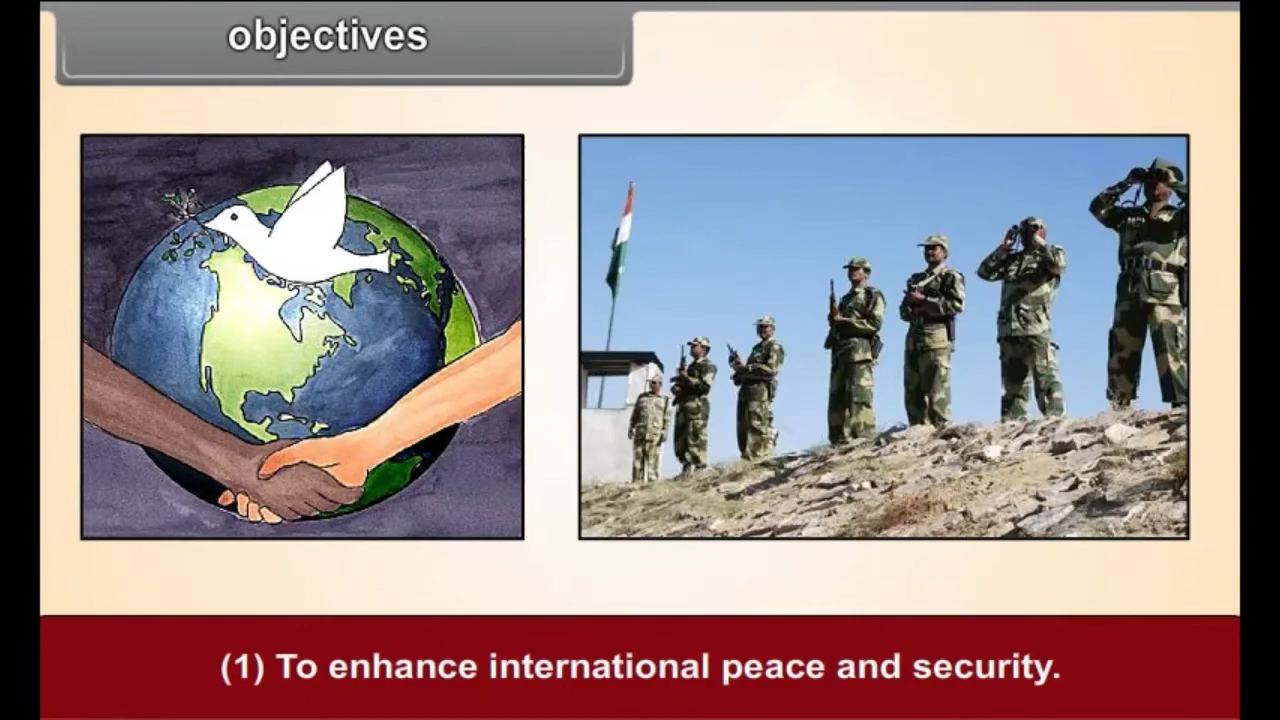 objectives
(1) To enhance international peace and security.